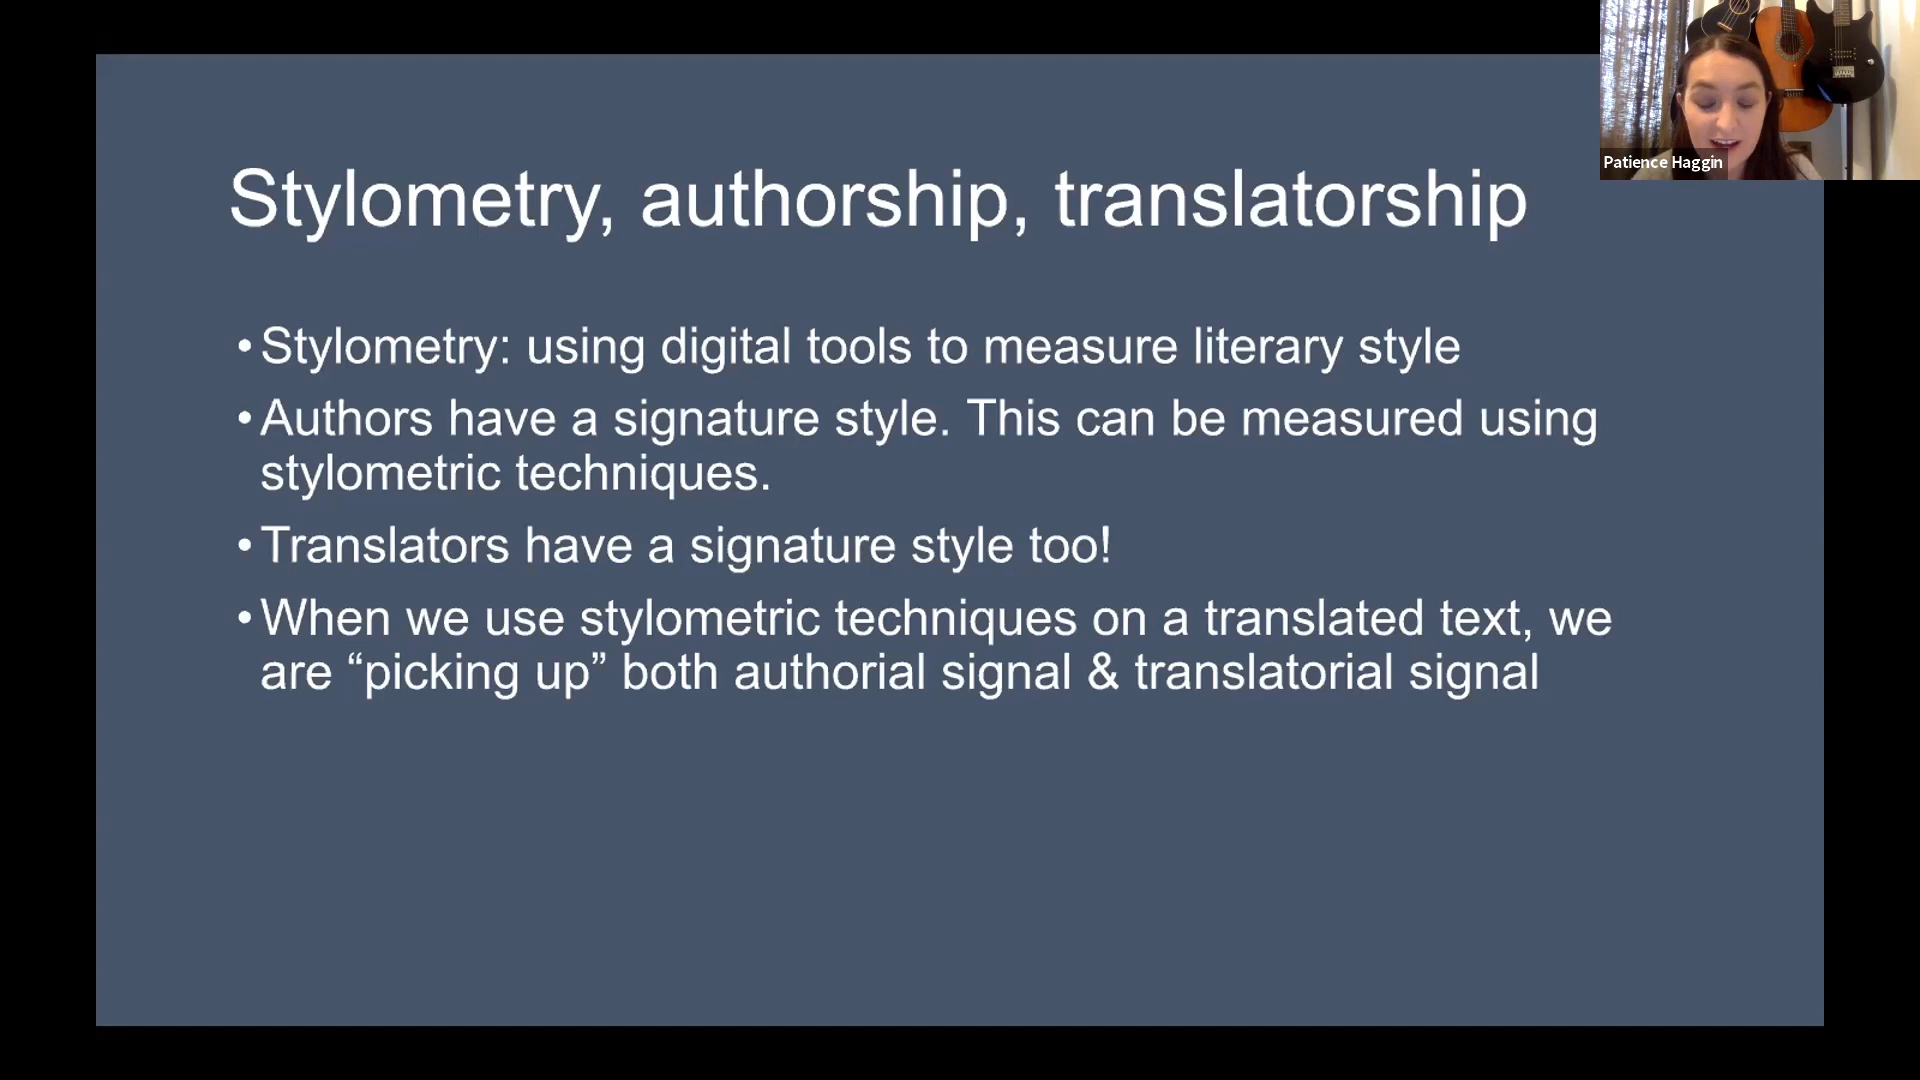 Stylometry, authorship, translatorship
• Stylometry: using digital tools to measure literary style
• Authors have a signature style. This can be measured using
stylometric techniques.
• Translators have a signature style too!
• When we use stylometric techniques on a translated text, we
are “picking up” both authorial signal & translatorial signal
Patience Haggin